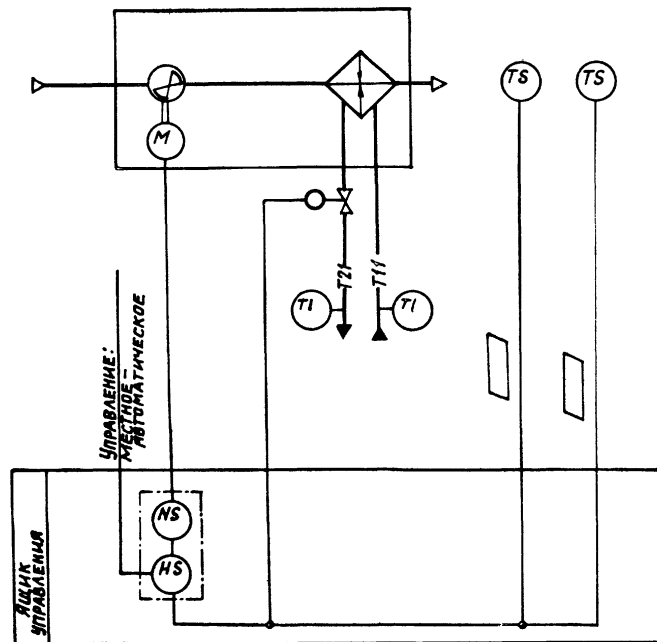 TS
TS
M
T21
T11
TI
TI
УПРАВЛЕНИЕ:
МЕСТНОЕ -
АВТОМАТИЧЕСКОЕ
NS
HS
ЯЩИК
УПРАВЛЕНИЯ